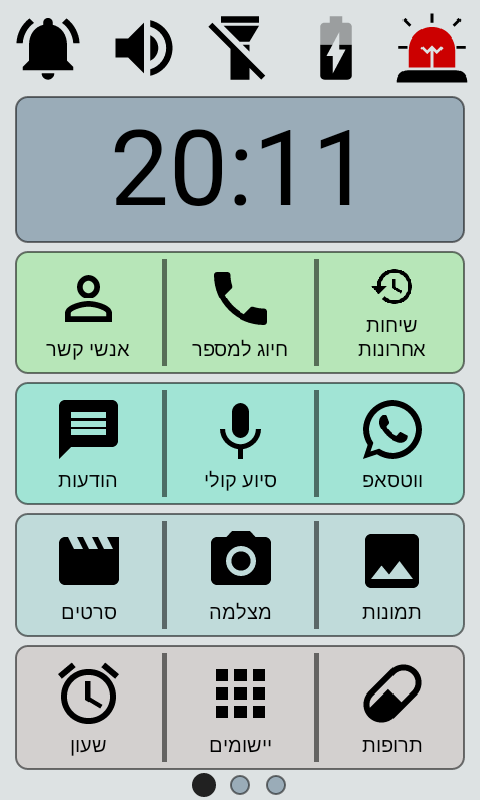 20:11
שיחות
אחרונות
חיוג למספר
אנשי קשר
ווטסאפ
סיוע קולי
הודעות
תמונות
מצלמה
סרטים
תרופות
יישומים
שעון